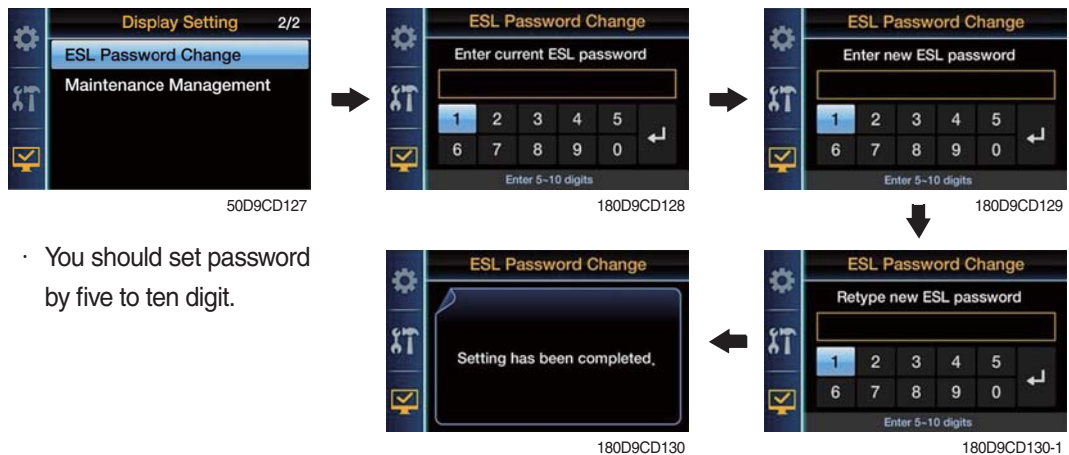 Display Setting 2/2
ESL Password Change
Maintenance Management
50D9CD127
ESL Password Change
Enter current ESL password
1 2 3 4 5
6 7 8 9 0
↵
Enter 5~10 digits
180D9CD128
ESL Password Change
Enter new ESL password
1 2 3 4 5
6 7 8 9 0
↵
Enter 5~10 digits
180D9CD129
· You should set password
by five to ten digit.
ESL Password Change
Retype new ESL password
1 2 3 4 5
6 7 8 9 0
↵
Enter 5~10 digits
180D9CD130-1
ESL Password Change
Setting has been completed.
180D9CD130